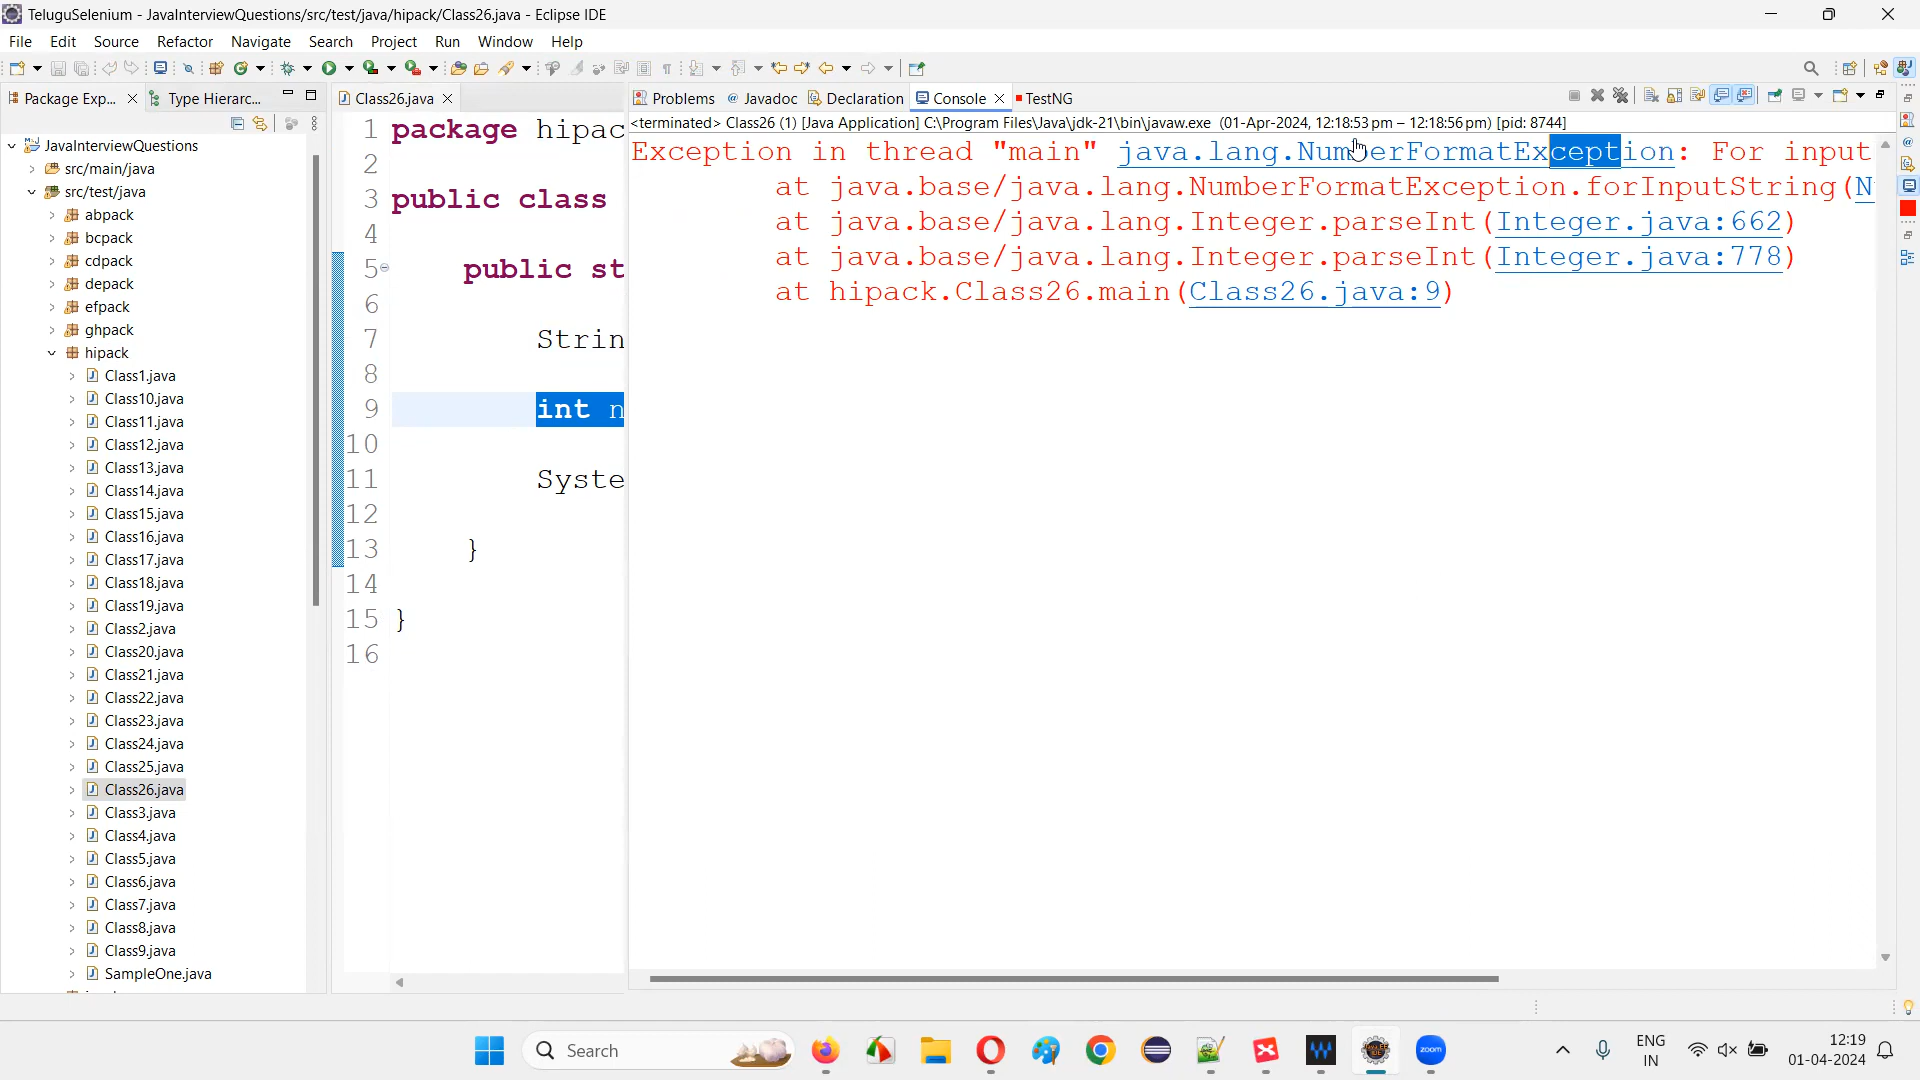 TeluguSelenium - JavaInterviewQuestions/src/test/java/hipack/Class26.java - Eclipse IDE
File Edit Source Refactor Navigate Search Project Run Window Help
Package Exp... Type Hierarc...
JavaInterviewQuestions
src/main/java
src/test/java
abpack
bcpack
cdpack
depack
efpack
ghpack
hipack
Class1.java
Class10.java
Class11.java
Class12.java
Class13.java
Class14.java
Class15.java
Class16.java
Class17.java
Class18.java
Class19.java
Class2.java
Class20.java
Class21.java
Class22.java
Class23.java
Class24.java
Class25.java
Class26.java
Class3.java
Class4.java
Class5.java
Class6.java
Class7.java
Class8.java
Class9.java
SampleOne.java
Class26.java
1 package hipac
2
3 public class
4
5 public st
6
7 Strin
8
9 int n
10
11 Syste
12
13 }
14
15 }
16
Problems @ Javadoc Declaration Console TestNG
<terminated> Class26 (1) [Java Application] C:\Program Files\Java\jdk-21\bin\javaw.exe (01-Apr-2024, 12:18:53 pm – 12:18:56 pm) [pid: 8744]
Exception in thread "main" java.lang.NumberFormatException: For input
at java.base/java.lang.NumberFormatException.forInputString(N
at java.base/java.lang.Integer.parseInt(Integer.java:662)
at java.base/java.lang.Integer.parseInt(Integer.java:778)
at hipack.Class26.main(Class26.java:9)
Search
zoom
ENG
IN
12:19
01-04-2024